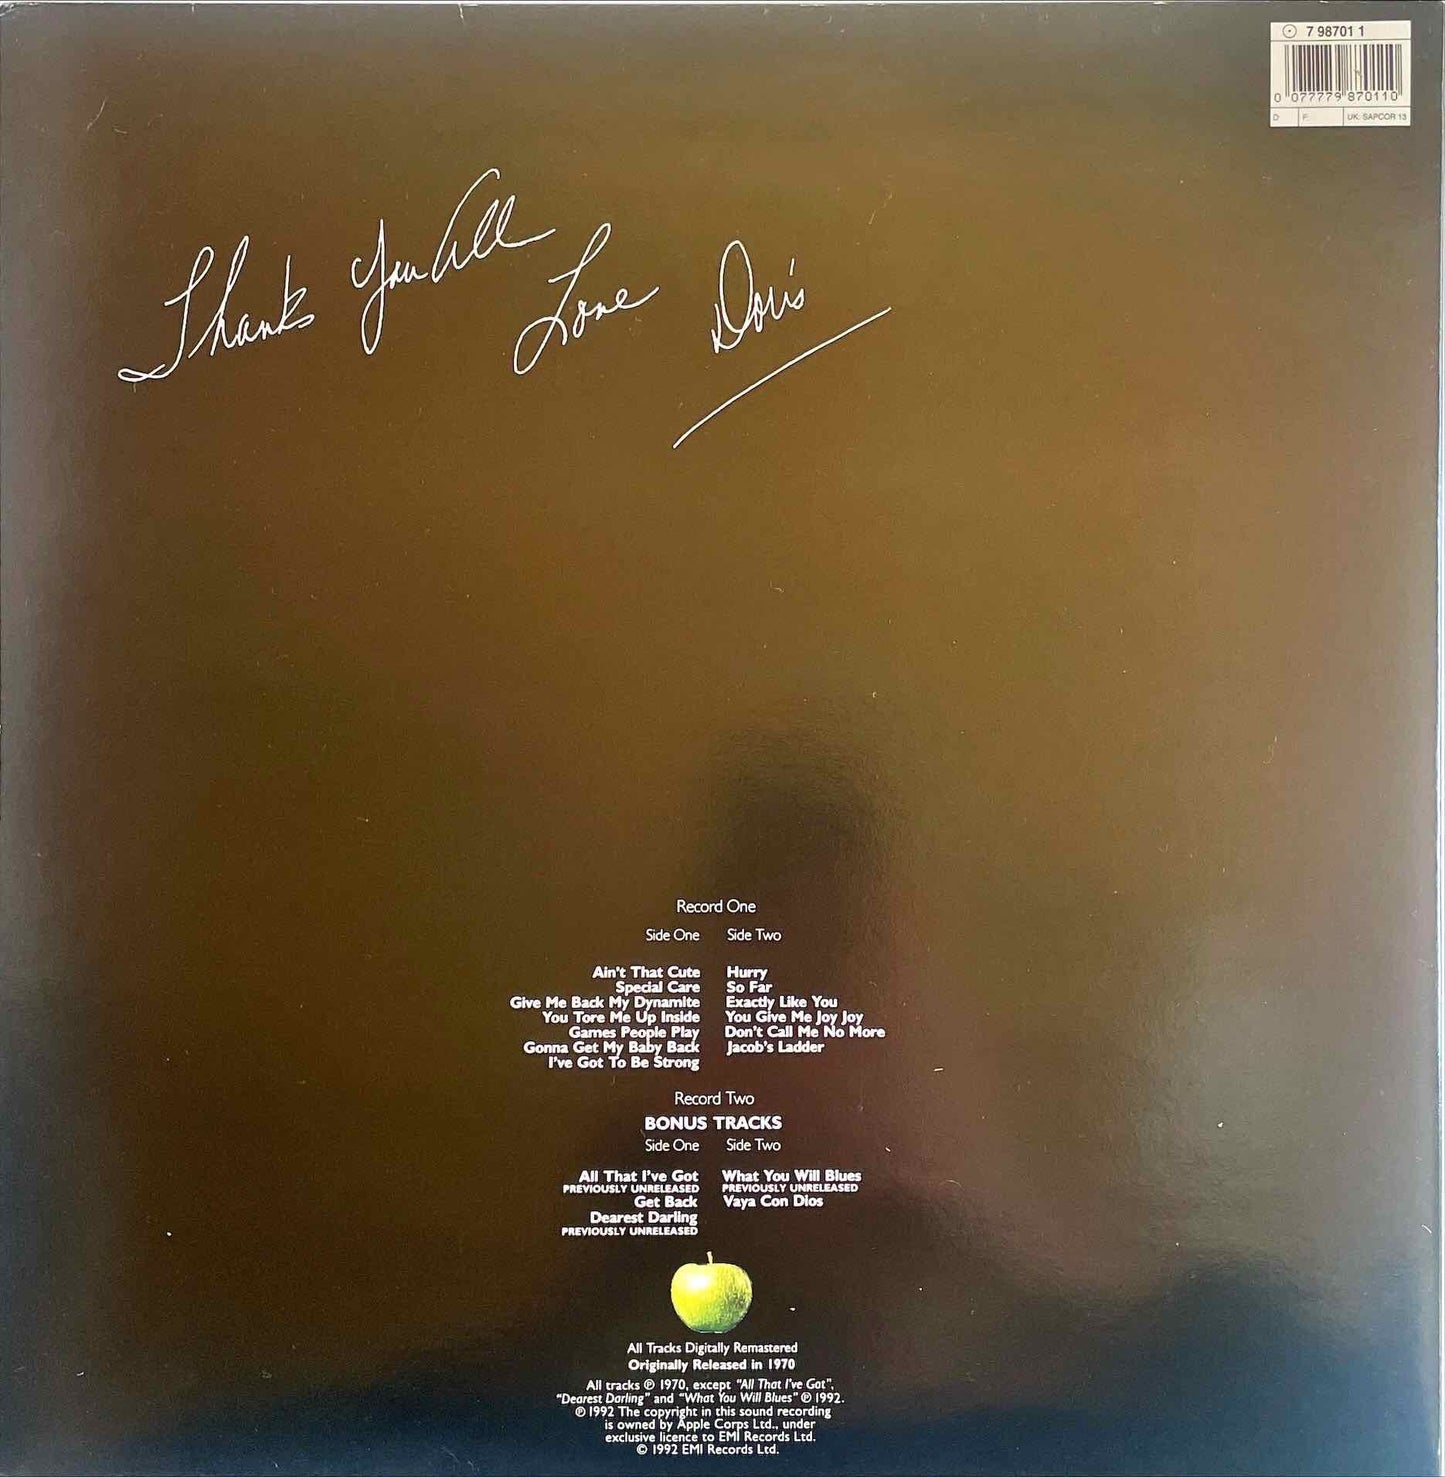 7 98701 1
0 077779 870110
D: F: UK: SAPCOR 13
Thanks You All
Love Doris
Record One
Side One Side Two
Ain't That Cute Hurry
Special Care So Far
Give Me Back My Dynamite Exactly Like You
You Tore Me Up Inside You Give Me Joy Joy
Games People Play Don't Call Me No More
Gonna Get My Baby Back Jacob's Ladder
I've Got To Be Strong
Record Two
BONUS TRACKS
Side One Side Two
All That I've Got What You Will Blues
PREVIOUSLY UNRELEASED PREVIOUSLY UNRELEASED
Get Back Vaya Con Dios
Dearest Darling
PREVIOUSLY UNRELEASED
All Tracks Digitally Remastered
Originally Released in 1970
All tracks ℗ 1970, except "All That I've Got",
"Dearest Darling" and "What You Will Blues" ℗ 1992.
℗ 1992 The copyright in this sound recording
is owned by Apple Corps Ltd., under
exclusive licence to EMI Records Ltd.
© 1992 EMI Records Ltd.